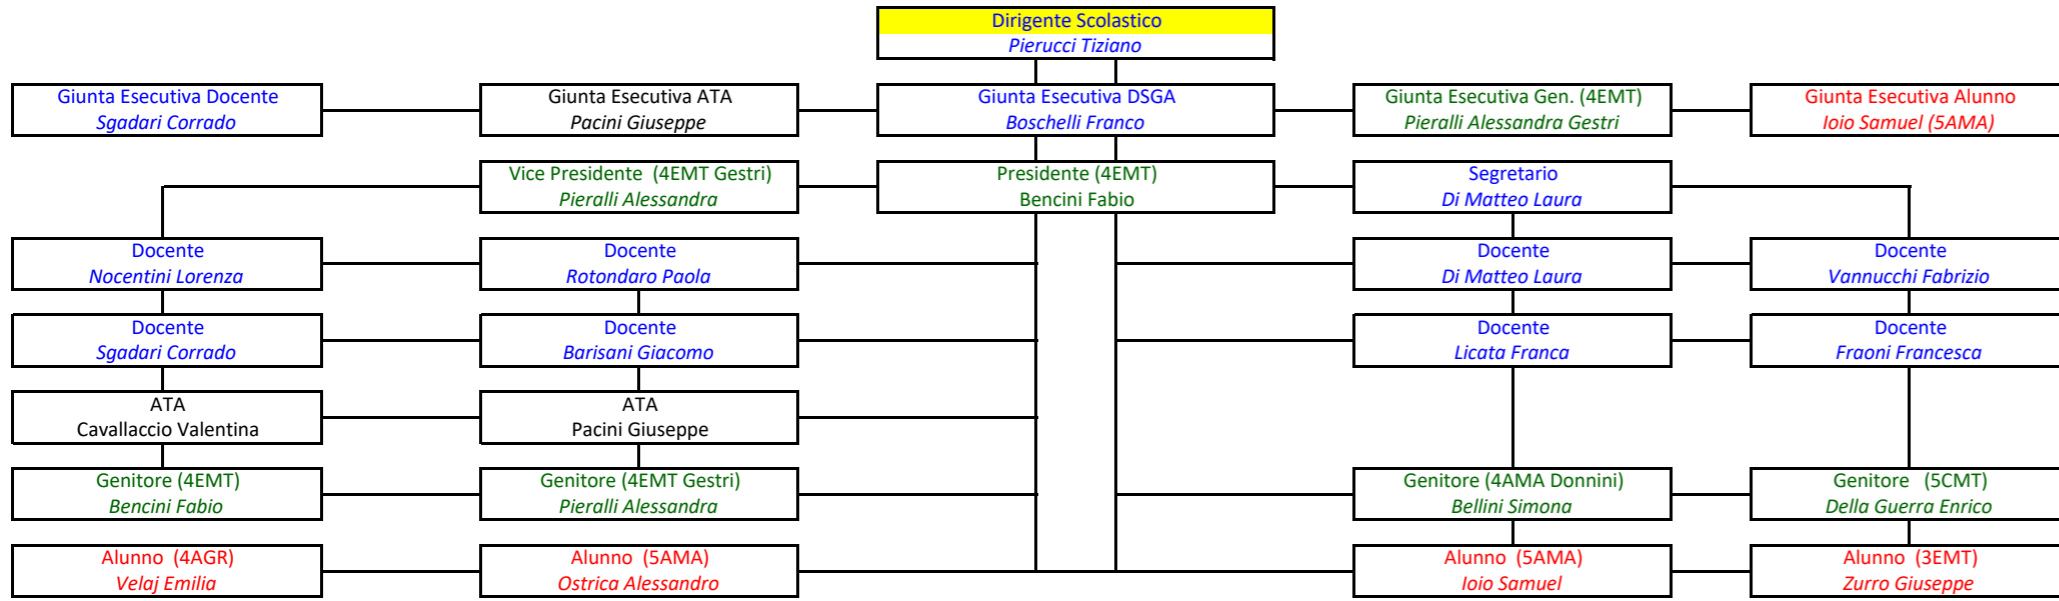 Dirigente Scolastico
Pierucci Tiziano
Giunta Esecutiva Docente
Sgadari Corrado
Giunta Esecutiva ATA
Pacini Giuseppe
Giunta Esecutiva DSGA
Boschelli Franco
Giunta Esecutiva Gen. (4EMT)
Pieralli Alessandra Gestri
Giunta Esecutiva Alunno
Ioio Samuel (5AMA)
Vice Presidente (4EMT Gestri)
Pieralli Alessandra
Presidente (4EMT)
Bencini Fabio
Segretario
Di Matteo Laura
Docente
Nocentini Lorenza
Docente
Rotondaro Paola
Docente
Di Matteo Laura
Docente
Vannucchi Fabrizio
Docente
Sgadari Corrado
Docente
Barisani Giacomo
Docente
Licata Franca
Docente
Fraoni Francesca
ATA
Cavallaccio Valentina
ATA
Pacini Giuseppe
Genitore (4EMT)
Bencini Fabio
Genitore (4EMT Gestri)
Pieralli Alessandra
Genitore (4AMA Donnini)
Bellini Simona
Genitore (5CMT)
Della Guerra Enrico
Alunno (4AGR)
Velaj Emilia
Alunno (5AMA)
Ostrica Alessandro
Alunno (5AMA)
Ioio Samuel
Alunno (3EMT)
Zurro Giuseppe